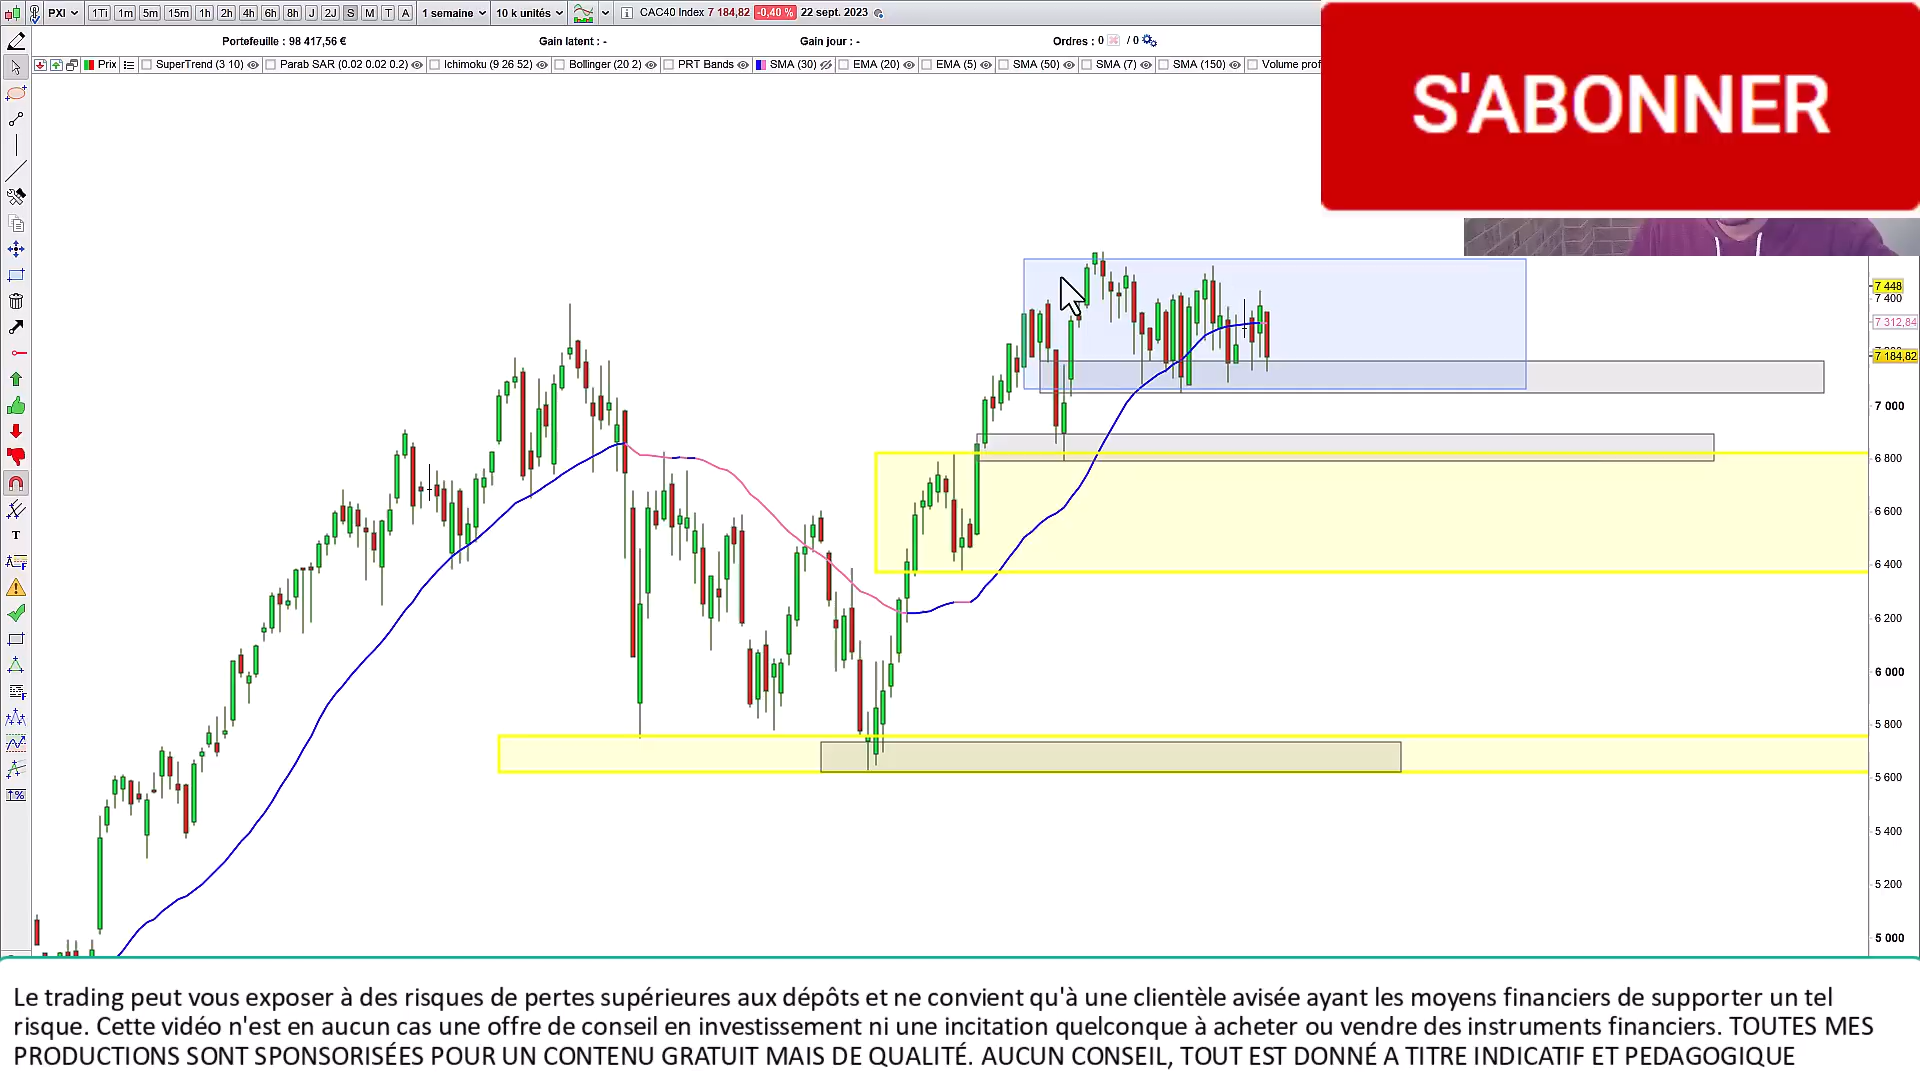 PXI 1Ti 1m 5m 15m 1h 2h 4h 6h 8h J 2J S M T A 1 semaine 10 k unités CAC40 Index 7 184,82 -0,40 % 22 sept. 2023
Portefeuille : 98 417,56 € Gain latent : - Gain jour : - Ordres : 0 / 0
Prix SuperTrend (3 10) Parab SAR (0.02 0.02 0.2) Ichimoku (9 26 52) Bollinger (20 2) PRT Bands SMA (30) EMA (20) EMA (5) SMA (50) SMA (7) SMA (150) Volume prof
S'ABONNER
7 448
7 400
7 312,84
7 184,82
7 000
6 800
6 600
6 400
6 200
6 000
5 800
5 600
5 400
5 200
5 000
Le trading peut vous exposer à des risques de pertes supérieures aux dépôts et ne convient qu'à une clientèle avisée ayant les moyens financiers de supporter un tel
risque. Cette vidéo n'est en aucun cas une offre de conseil en investissement ni une incitation quelconque à acheter ou vendre des instruments financiers. TOUTES MES
PRODUCTIONS SONT SPONSORISÉES POUR UN CONTENU GRATUIT MAIS DE QUALITÉ. AUCUN CONSEIL, TOUT EST DONNÉ A TITRE INDICATIF ET PEDAGOGIQUE